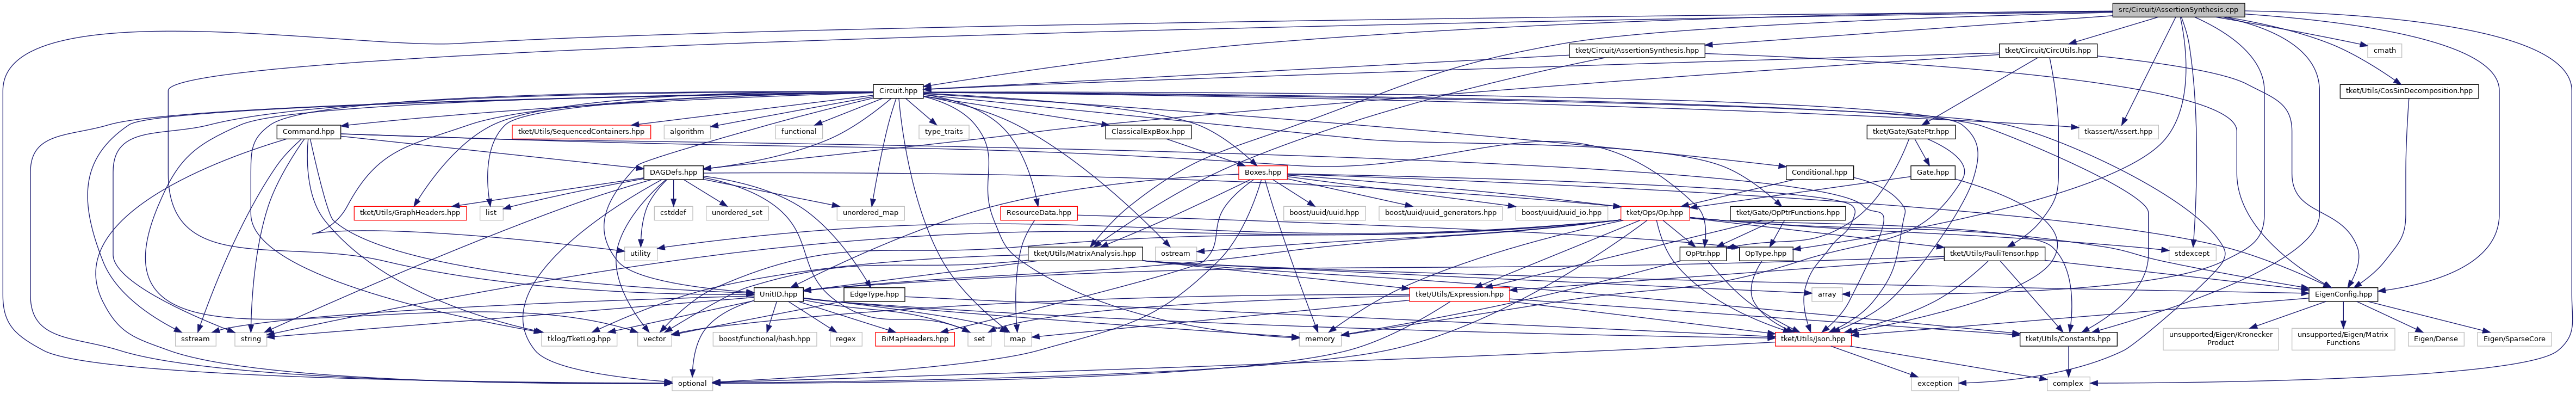 src/Circuit/AssertionSynthesis.cpp
tket/Circuit/AssertionSynthesis.hpp
tket/Circuit/CircUtils.hpp
cmath
Circuit.hpp
tket/Utils/CosSinDecomposition.hpp
Command.hpp
tket/Utils/SequencedContainers.hpp
algorithm
functional
type_traits
ClassicalExpBox.hpp
tket/Gate/GatePtr.hpp
tkassert/Assert.hpp
DAGDefs.hpp
Boxes.hpp
Conditional.hpp
Gate.hpp
tket/Utils/GraphHeaders.hpp
list
cstddef
unordered_set
unordered_map
ResourceData.hpp
boost/uuid/uuid.hpp
boost/uuid/uuid_generators.hpp
boost/uuid/uuid_io.hpp
tket/Ops/Op.hpp
tket/Gate/OpPtrFunctions.hpp
utility
tket/Utils/MatrixAnalysis.hpp
ostream
OpPtr.hpp
OpType.hpp
tket/Utils/PauliTensor.hpp
stdexcept
UnitID.hpp
EdgeType.hpp
tket/Utils/Expression.hpp
array
EigenConfig.hpp
sstream
string
tklog/TketLog.hpp
vector
boost/functional/hash.hpp
regex
BiMapHeaders.hpp
set
map
memory
tket/Utils/Json.hpp
tket/Utils/Constants.hpp
unsupported/Eigen/Kronecker
Product
unsupported/Eigen/Matrix
Functions
Eigen/Dense
Eigen/SparseCore
optional
exception
complex